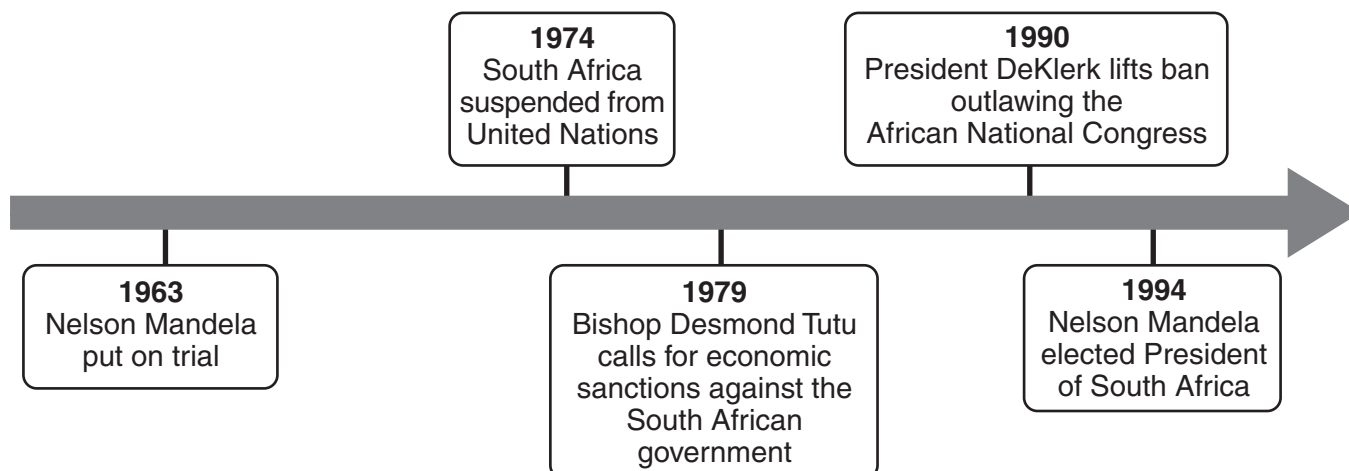 1974
South Africa
suspended from
United Nations
1990
President DeKlerk lifts ban
outlawing the
African National Congress
1963
Nelson Mandela
put on trial
1979
Bishop Desmond Tutu
calls for economic
sanctions against the
South African
government
1994
Nelson Mandela
elected President
of South Africa